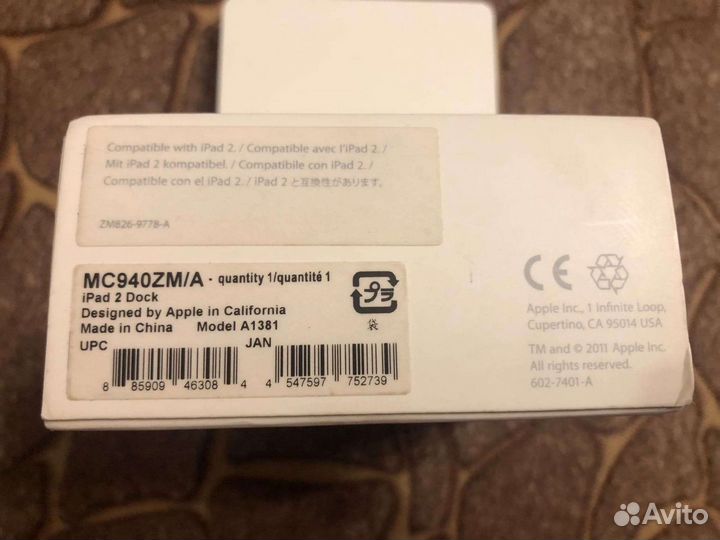 Compatible with iPad 2. / Compatible avec l'iPad 2. /
Mit iPad 2 kompatibel. / Compatibile con iPad 2. /
Compatible con el iPad 2. / iPad 2 と互換性があります。
ZM826-9778-A
MC940ZM/A - quantity 1/quantité 1
iPad 2 Dock
Designed by Apple in California
Made in China Model A1381
UPC JAN
8 85909 46308 4 4 547597 752739
プラ
袋
CE
Apple Inc., 1 Infinite Loop,
Cupertino, CA 95014 USA
TM and © 2011 Apple Inc.
All rights reserved.
602-7401-A
Avito